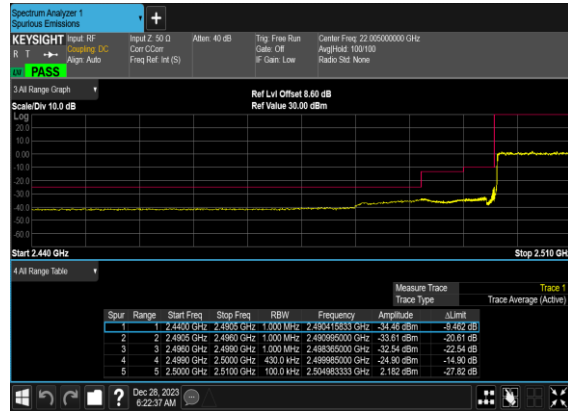 Spectrum Analyzer 1
Spurious Emissions
KEYSIGHT Input: RF Input Z: 50 Ω Atten: 40 dB Trig: Free Run Center Freq: 22.005000000 GHz
R T Coupling: DC Corr CCorr Gate: Off Avg|Hold: 100/100
Align: Auto Freq Ref: Int (S) IF Gain: Low Radio Std: None
PASS
3 All Range Graph
Ref Lvl Offset 8.60 dB
Scale/Div 10.0 dB Ref Value 30.00 dBm
Log
20.0
10.0
0.00
-10.0
-20.0
-30.0
-40.0
-50.0
-60.0
Start 2.440 GHz Stop 2.510 GHz
4 All Range Table
Measure Trace Trace 1
Trace Type Trace Average (Active)
Spur Range Start Freq Stop Freq RBW Frequency Amplitude ΔLimit
1 1 2.4400 GHz 2.4905 GHz 1.000 MHz 2.490415833 GHz -34.46 dBm -9.462 dB
2 2 2.4905 GHz 2.4960 GHz 1.000 MHz 2.490995000 GHz -33.61 dBm -20.61 dB
3 3 2.4960 GHz 2.4990 GHz 1.000 MHz 2.498365000 GHz -32.54 dBm -22.54 dB
4 4 2.4990 GHz 2.5000 GHz 430.0 kHz 2.499985000 GHz -24.90 dBm -14.90 dB
5 5 2.5000 GHz 2.5100 GHz 100.0 kHz 2.504983333 GHz 2.182 dBm -27.82 dB
? Dec 28, 2023
6:22:37 AM